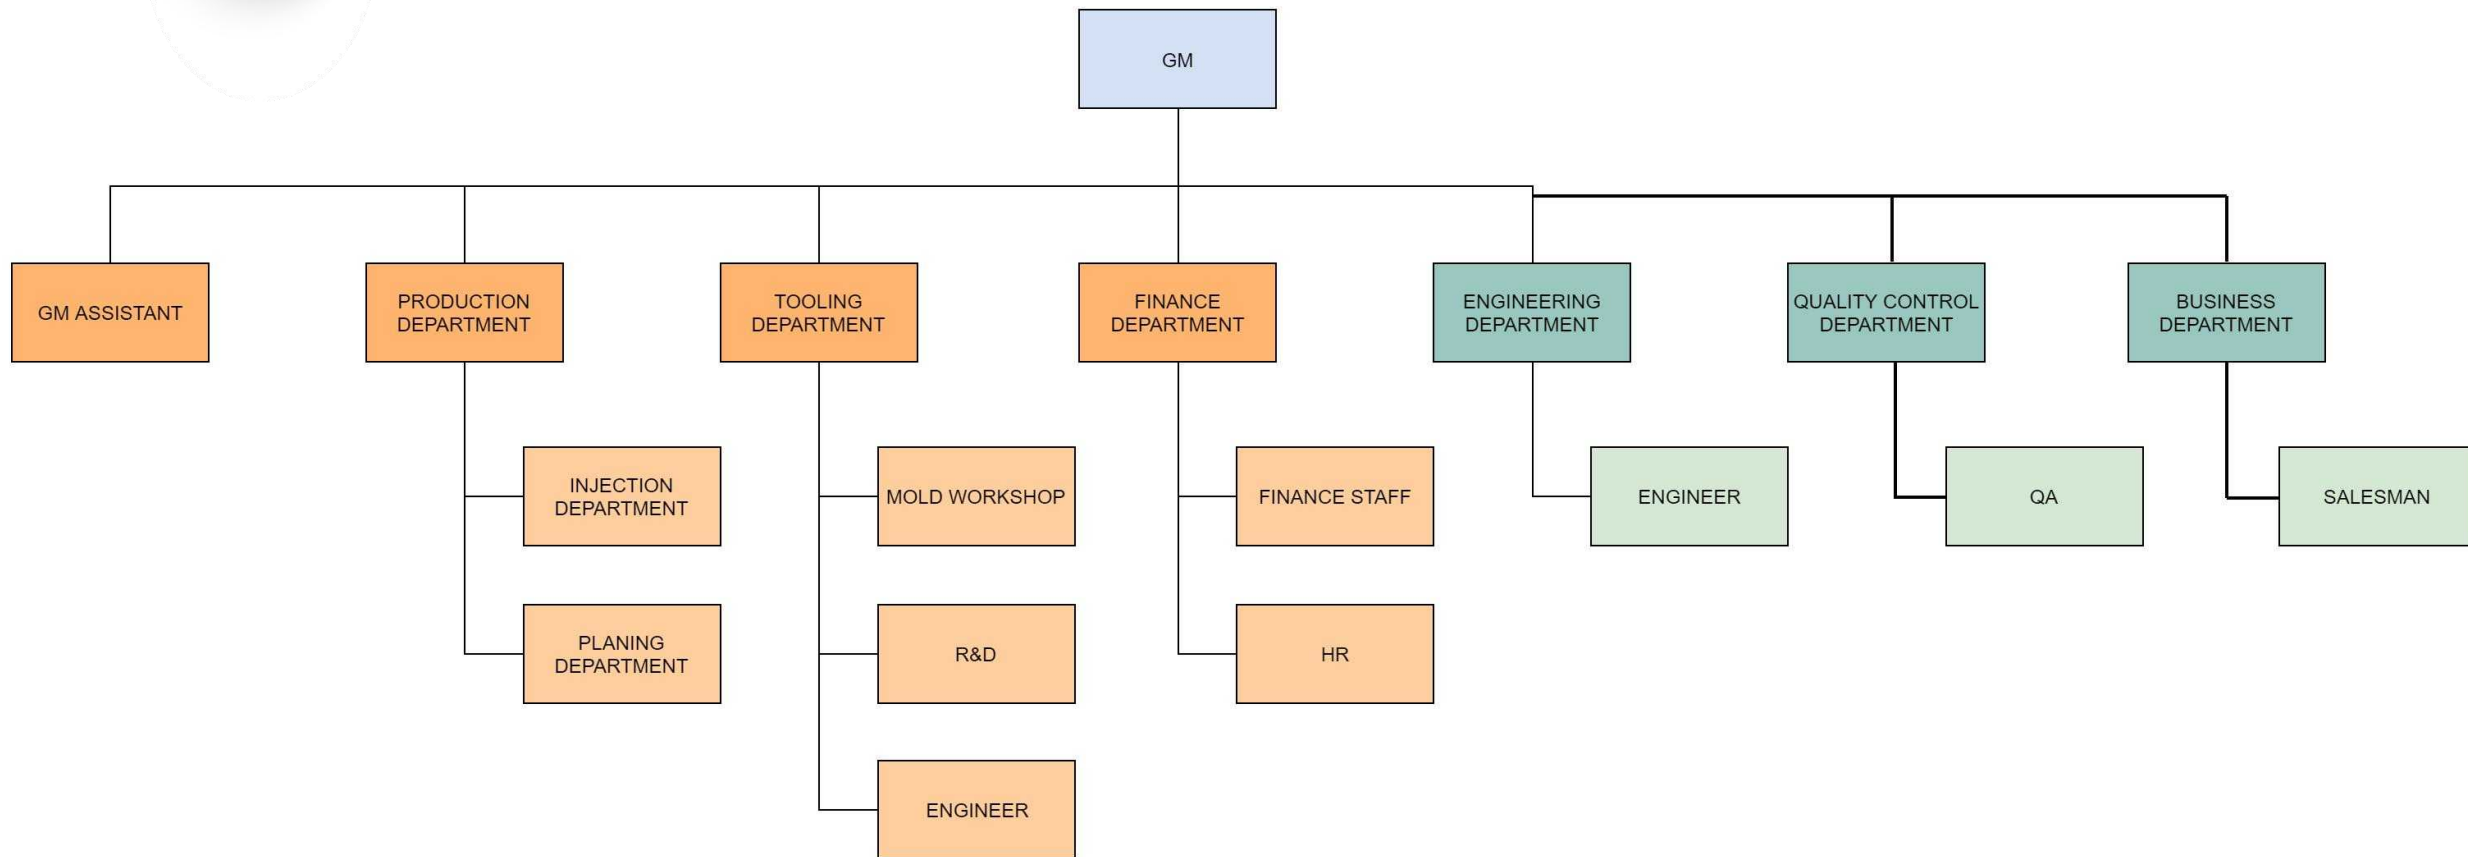 GM
GM ASSISTANT
PRODUCTION
DEPARTMENT
TOOLING
DEPARTMENT
FINANCE
DEPARTMENT
ENGINEERING
DEPARTMENT
QUALITY CONTROL
DEPARTMENT
BUSINESS
DEPARTMENT
INJECTION
DEPARTMENT
MOLD WORKSHOP
FINANCE STAFF
ENGINEER
QA
SALESMAN
PLANING
DEPARTMENT
R&D
HR
ENGINEER